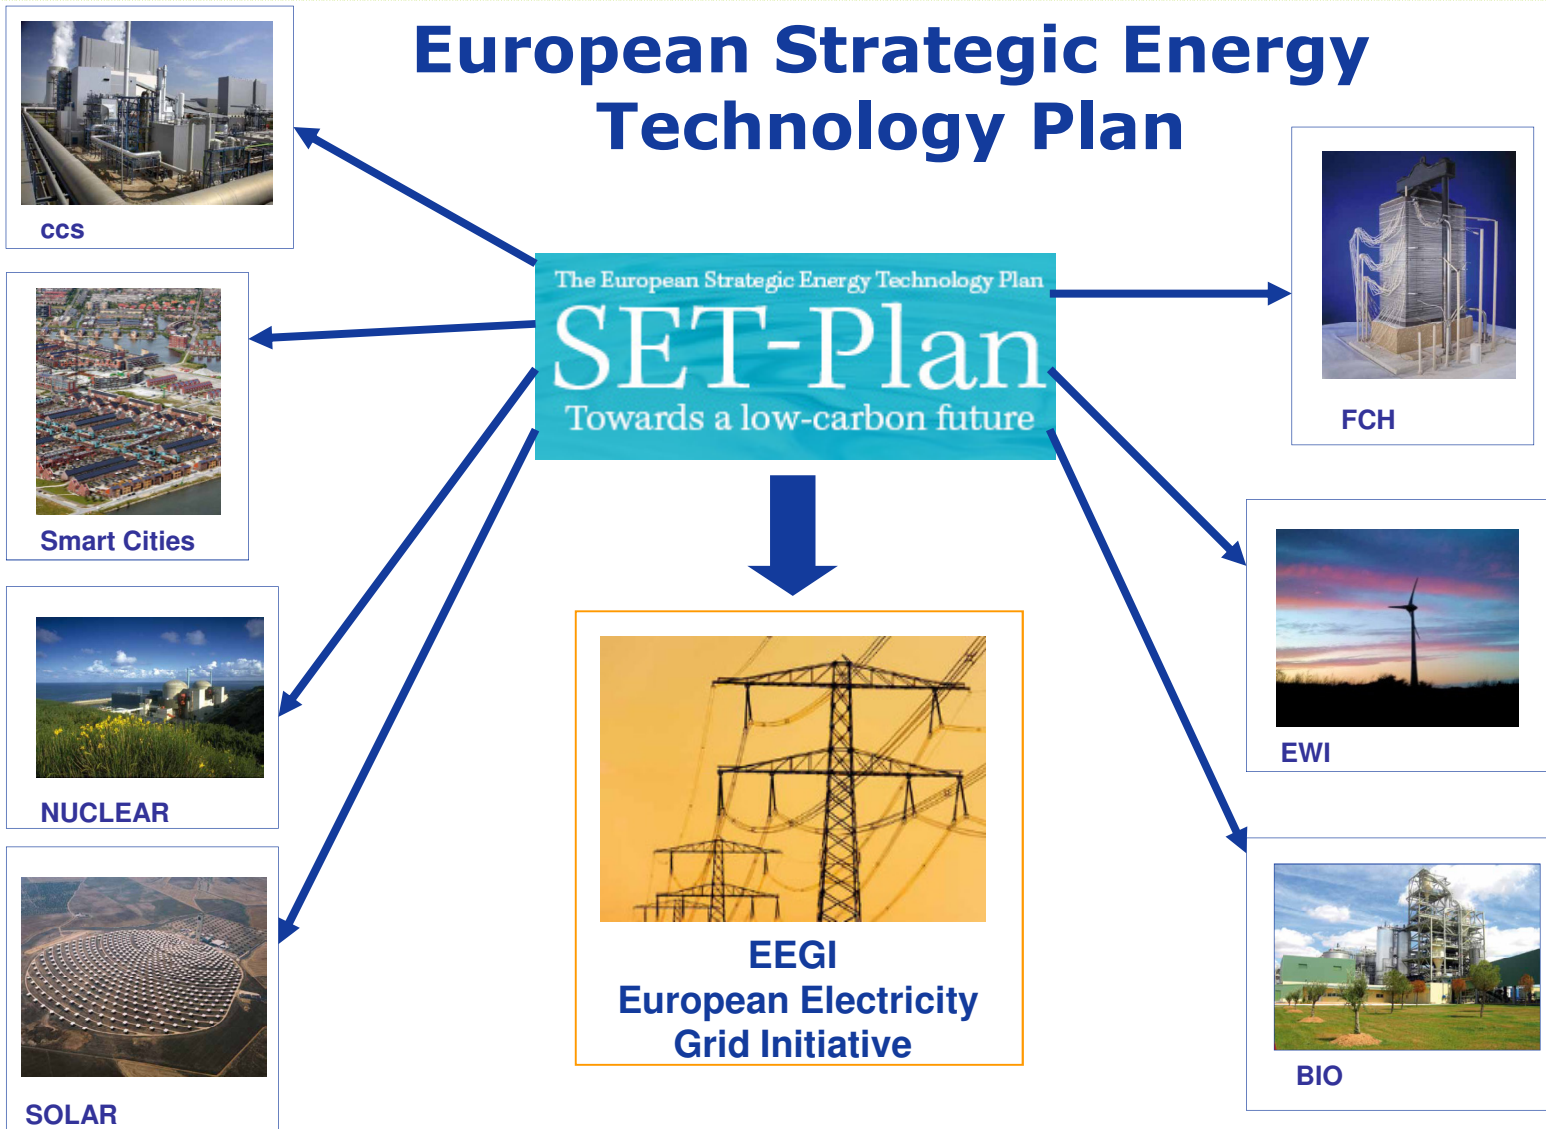 European Strategic Energy
Technology Plan
ccs
The European Strategic Energy Technology Plan
SET-Plan
Towards a low-carbon future
FCH
Smart Cities
EWI
NUCLEAR
EEGI
European Electricity
Grid Initiative
BIO
SOLAR